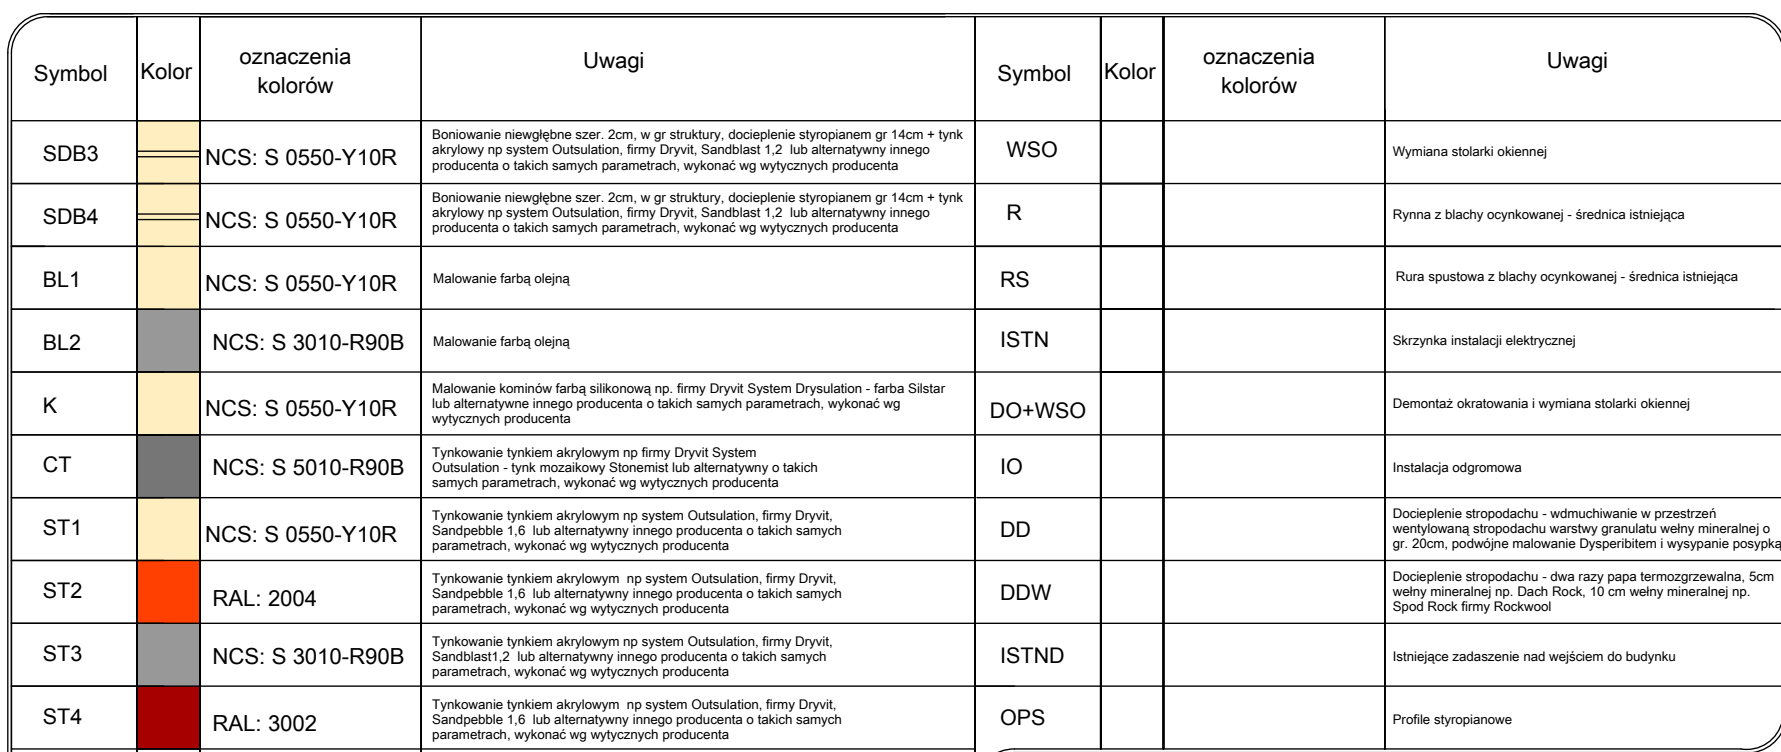 Symbol
Kolor
oznaczenia
kolorów
Uwagi
Symbol
Kolor
oznaczenia
kolorów
Uwagi
SDB3
NCS: S 0550-Y10R
Boniowanie niewgłębne szer. 2cm, w gr struktury, docieplenie styropianem gr 14cm + tynk
akrylowy np system Outsulation, firmy Dryvit, Sandblast 1,2 lub alternatywny innego
producenta o takich samych parametrach, wykonać wg wytycznych producenta
WSO
Wymiana stolarki okiennej
SDB4
NCS: S 0550-Y10R
Boniowanie niewgłębne szer. 2cm, w gr struktury, docieplenie styropianem gr 14cm + tynk
akrylowy np system Outsulation, firmy Dryvit, Sandblast 1,2 lub alternatywny innego
producenta o takich samych parametrach, wykonać wg wytycznych producenta
R
Rynna z blachy ocynkowanej - średnica istniejąca
BL1
NCS: S 0550-Y10R
Malowanie farbą olejną
RS
Rura spustowa z blachy ocynkowanej - średnica istniejąca
BL2
NCS: S 3010-R90B
Malowanie farbą olejną
ISTN
Skrzynka instalacji elektrycznej
K
NCS: S 0550-Y10R
Malowanie kominów farbą silikonową np. firmy Dryvit System Drysulation - farba Silstar
lub alternatywne innego producenta o takich samych parametrach, wykonać wg
wytycznych producenta
DO+WSO
Demontaż okratowania i wymiana stolarki okiennej
CT
NCS: S 5010-R90B
Tynkowanie tynkiem akrylowym np firmy Dryvit System
Outsulation - tynk mozaikowy Stonemist lub alternatywny o takich
samych parametrach, wykonać wg wytycznych producenta
IO
Instalacja odgromowa
ST1
NCS: S 0550-Y10R
Tynkowanie tynkiem akrylowym np system Outsulation, firmy Dryvit,
Sandpebble 1,6 lub alternatywny innego producenta o takich samych
parametrach, wykonać wg wytycznych producenta
DD
Docieplenie stropodachu - wdmuchiwanie w przestrzeń
wentylowaną stropodachu warstwy granulatu wełny mineralnej o
gr. 20cm, podwójne malowanie Dysperibitem i wysypanie posypką
ST2
RAL: 2004
Tynkowanie tynkiem akrylowym np system Outsulation, firmy Dryvit,
Sandpebble 1,6 lub alternatywny innego producenta o takich samych
parametrach, wykonać wg wytycznych producenta
DDW
Docieplenie stropodachu - dwa razy papa termozgrzewalna, 5cm
wełny mineralnej np. Dach Rock, 10 cm wełny mineralnej np.
Spod Rock firmy Rockwool
ST3
NCS: S 3010-R90B
Tynkowanie tynkiem akrylowym np system Outsulation, firmy Dryvit,
Sandblast1,2 lub alternatywny innego producenta o takich samych
parametrach, wykonać wg wytycznych producenta
ISTND
Istniejące zadaszenie nad wejściem do budynku
ST4
RAL: 3002
Tynkowanie tynkiem akrylowym np system Outsulation, firmy Dryvit,
Sandpebble 1,6 lub alternatywny innego producenta o takich samych
parametrach, wykonać wg wytycznych producenta
OPS
Profile styropianowe